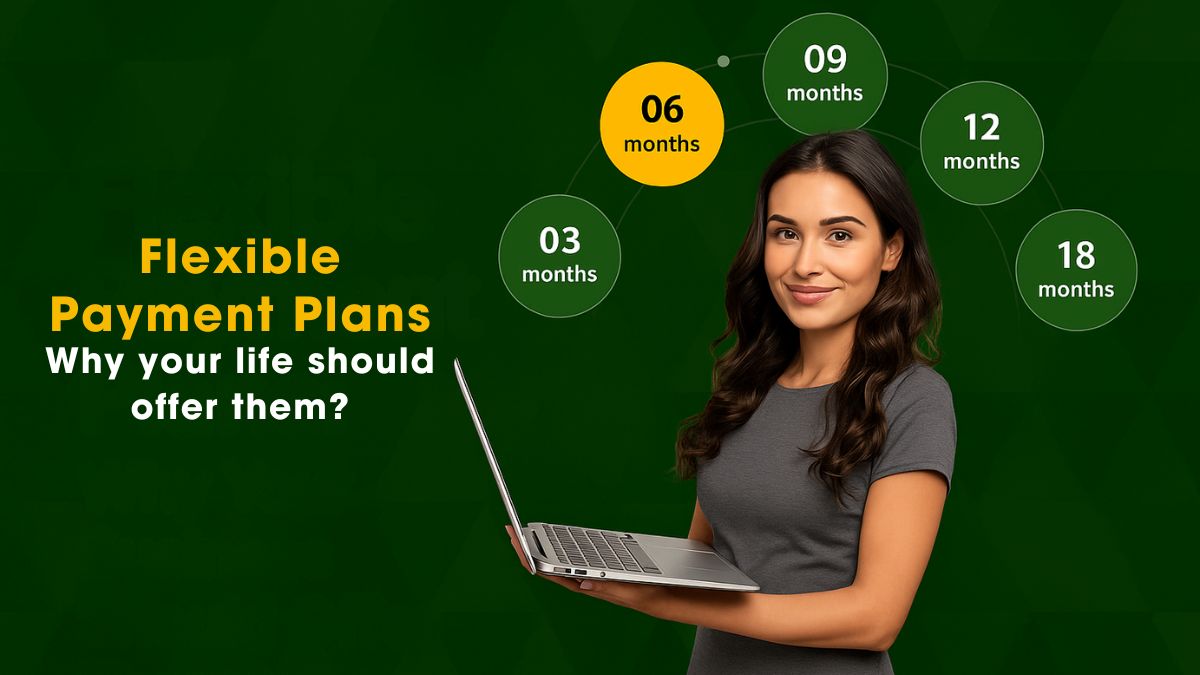 Flexible
Payment Plans
Why your life should
offer them?
03
months
06
months
09
months
12
months
18
months